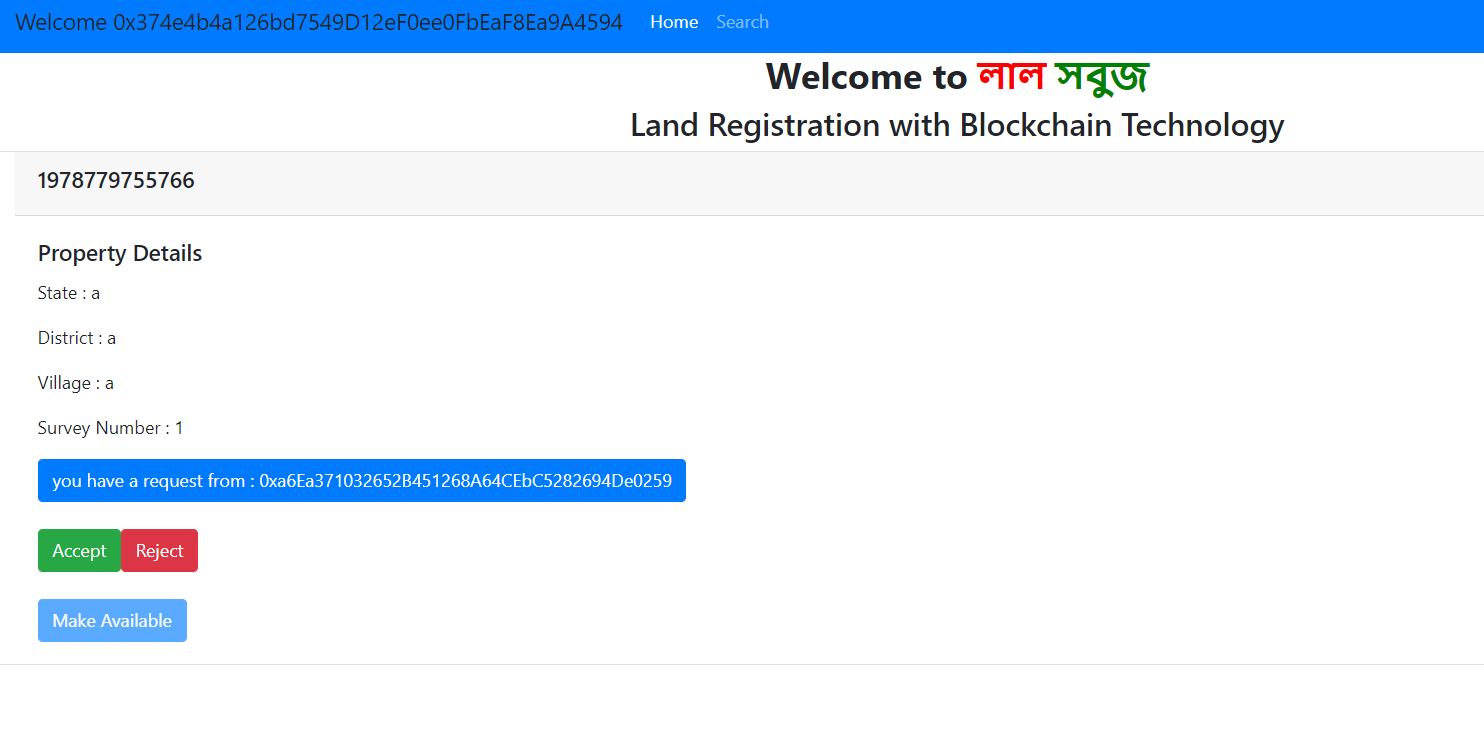 Welcome 0x374e4b4a126bd7549D12eF0ee0FbEaF8Ea9A4594 Home Search
Welcome to লাল সবুজ
Land Registration with Blockchain Technology
1978779755766
Property Details
State : a
District : a
Village : a
Survey Number : 1
you have a request from : 0xa6Ea371032652B451268A64CEbC5282694De0259
Accept Reject
Make Available